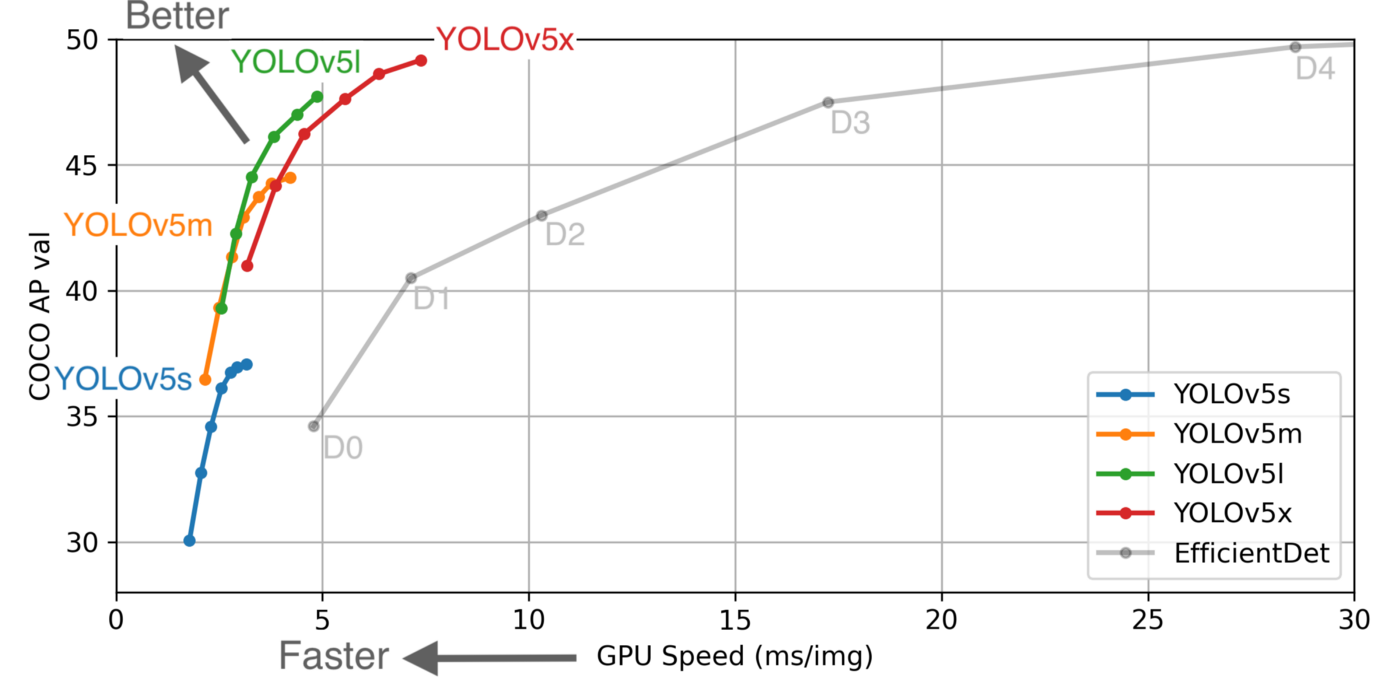 Better
50
45
40
35
30
COCO AP val
YOLOv5x
YOLOv5l
YOLOv5m
YOLOv5s
D4
D3
D2
D1
D0
YOLOv5s
YOLOv5m
YOLOv5l
YOLOv5x
EfficientDet
0 5 10 15 20 25 30
Faster
GPU Speed (ms/img)